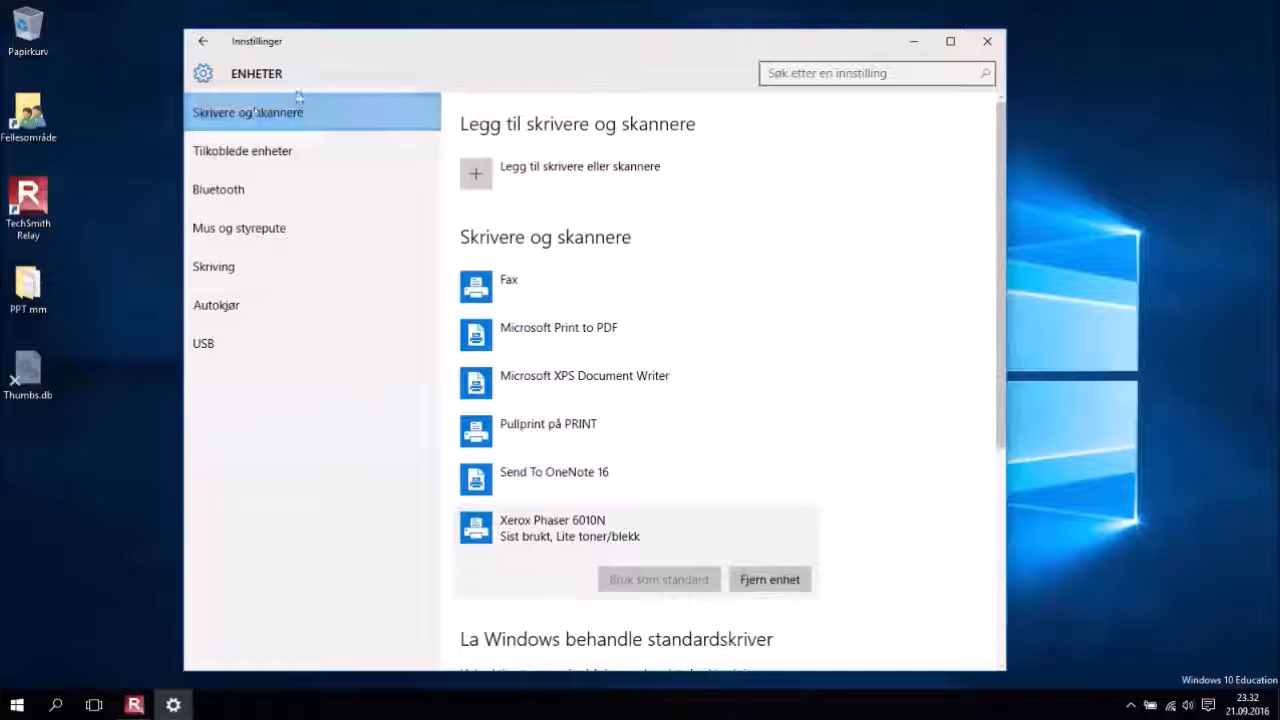 Papirkurv
Fellesområde
TechSmith
Relay
PPT mm
Thumbs.db
Innstillinger
ENHETER
Søk etter en innstilling
Skrivere og skannere
Tilkoblede enheter
Bluetooth
Mus og styrepute
Skriving
Autokjør
USB
Legg til skrivere og skannere
Legg til skrivere eller skannere
Skrivere og skannere
Fax
Microsoft Print to PDF
Microsoft XPS Document Writer
Pullprint på PRINT
Send To OneNote 16
Xerox Phaser 6010N
Sist brukt, Lite toner/blekk
Bruk som standard
Fjern enhet
La Windows behandle standardskriver
Windows 10 Education
23.32
21.09.2016